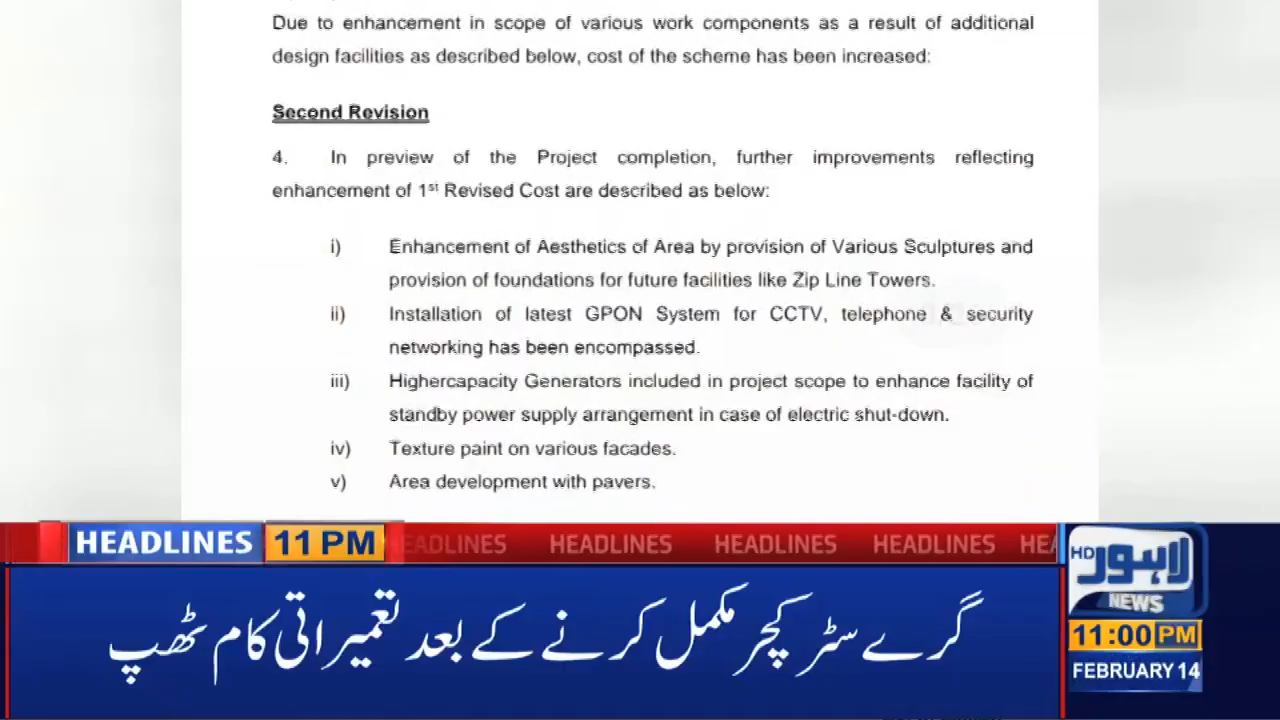 Due to enhancement in scope of various work components as a result of additional
design facilities as described below, cost of the scheme has been increased:
Second Revision
4. In preview of the Project completion, further improvements reflecting
enhancement of 1st Revised Cost are described as below:
i) Enhancement of Aesthetics of Area by provision of Various Sculptures and
provision of foundations for future facilities like Zip Line Towers.
ii) Installation of latest GPON System for CCTV, telephone & security
networking has been encompassed.
iii) Highercapacity Generators included in project scope to enhance facility of
standby power supply arrangement in case of electric shut-down.
iv) Texture paint on various facades.
v) Area development with pavers.
HEADLINES 11 PM EADLINES HEADLINES HEADLINES HEADLINES HEA
گرے سٹرکچر مکمل کرنے کے بعد تعمیراتی کام ٹھپ
HD لاہور
NEWS
11:00 PM
FEBRUARY 14